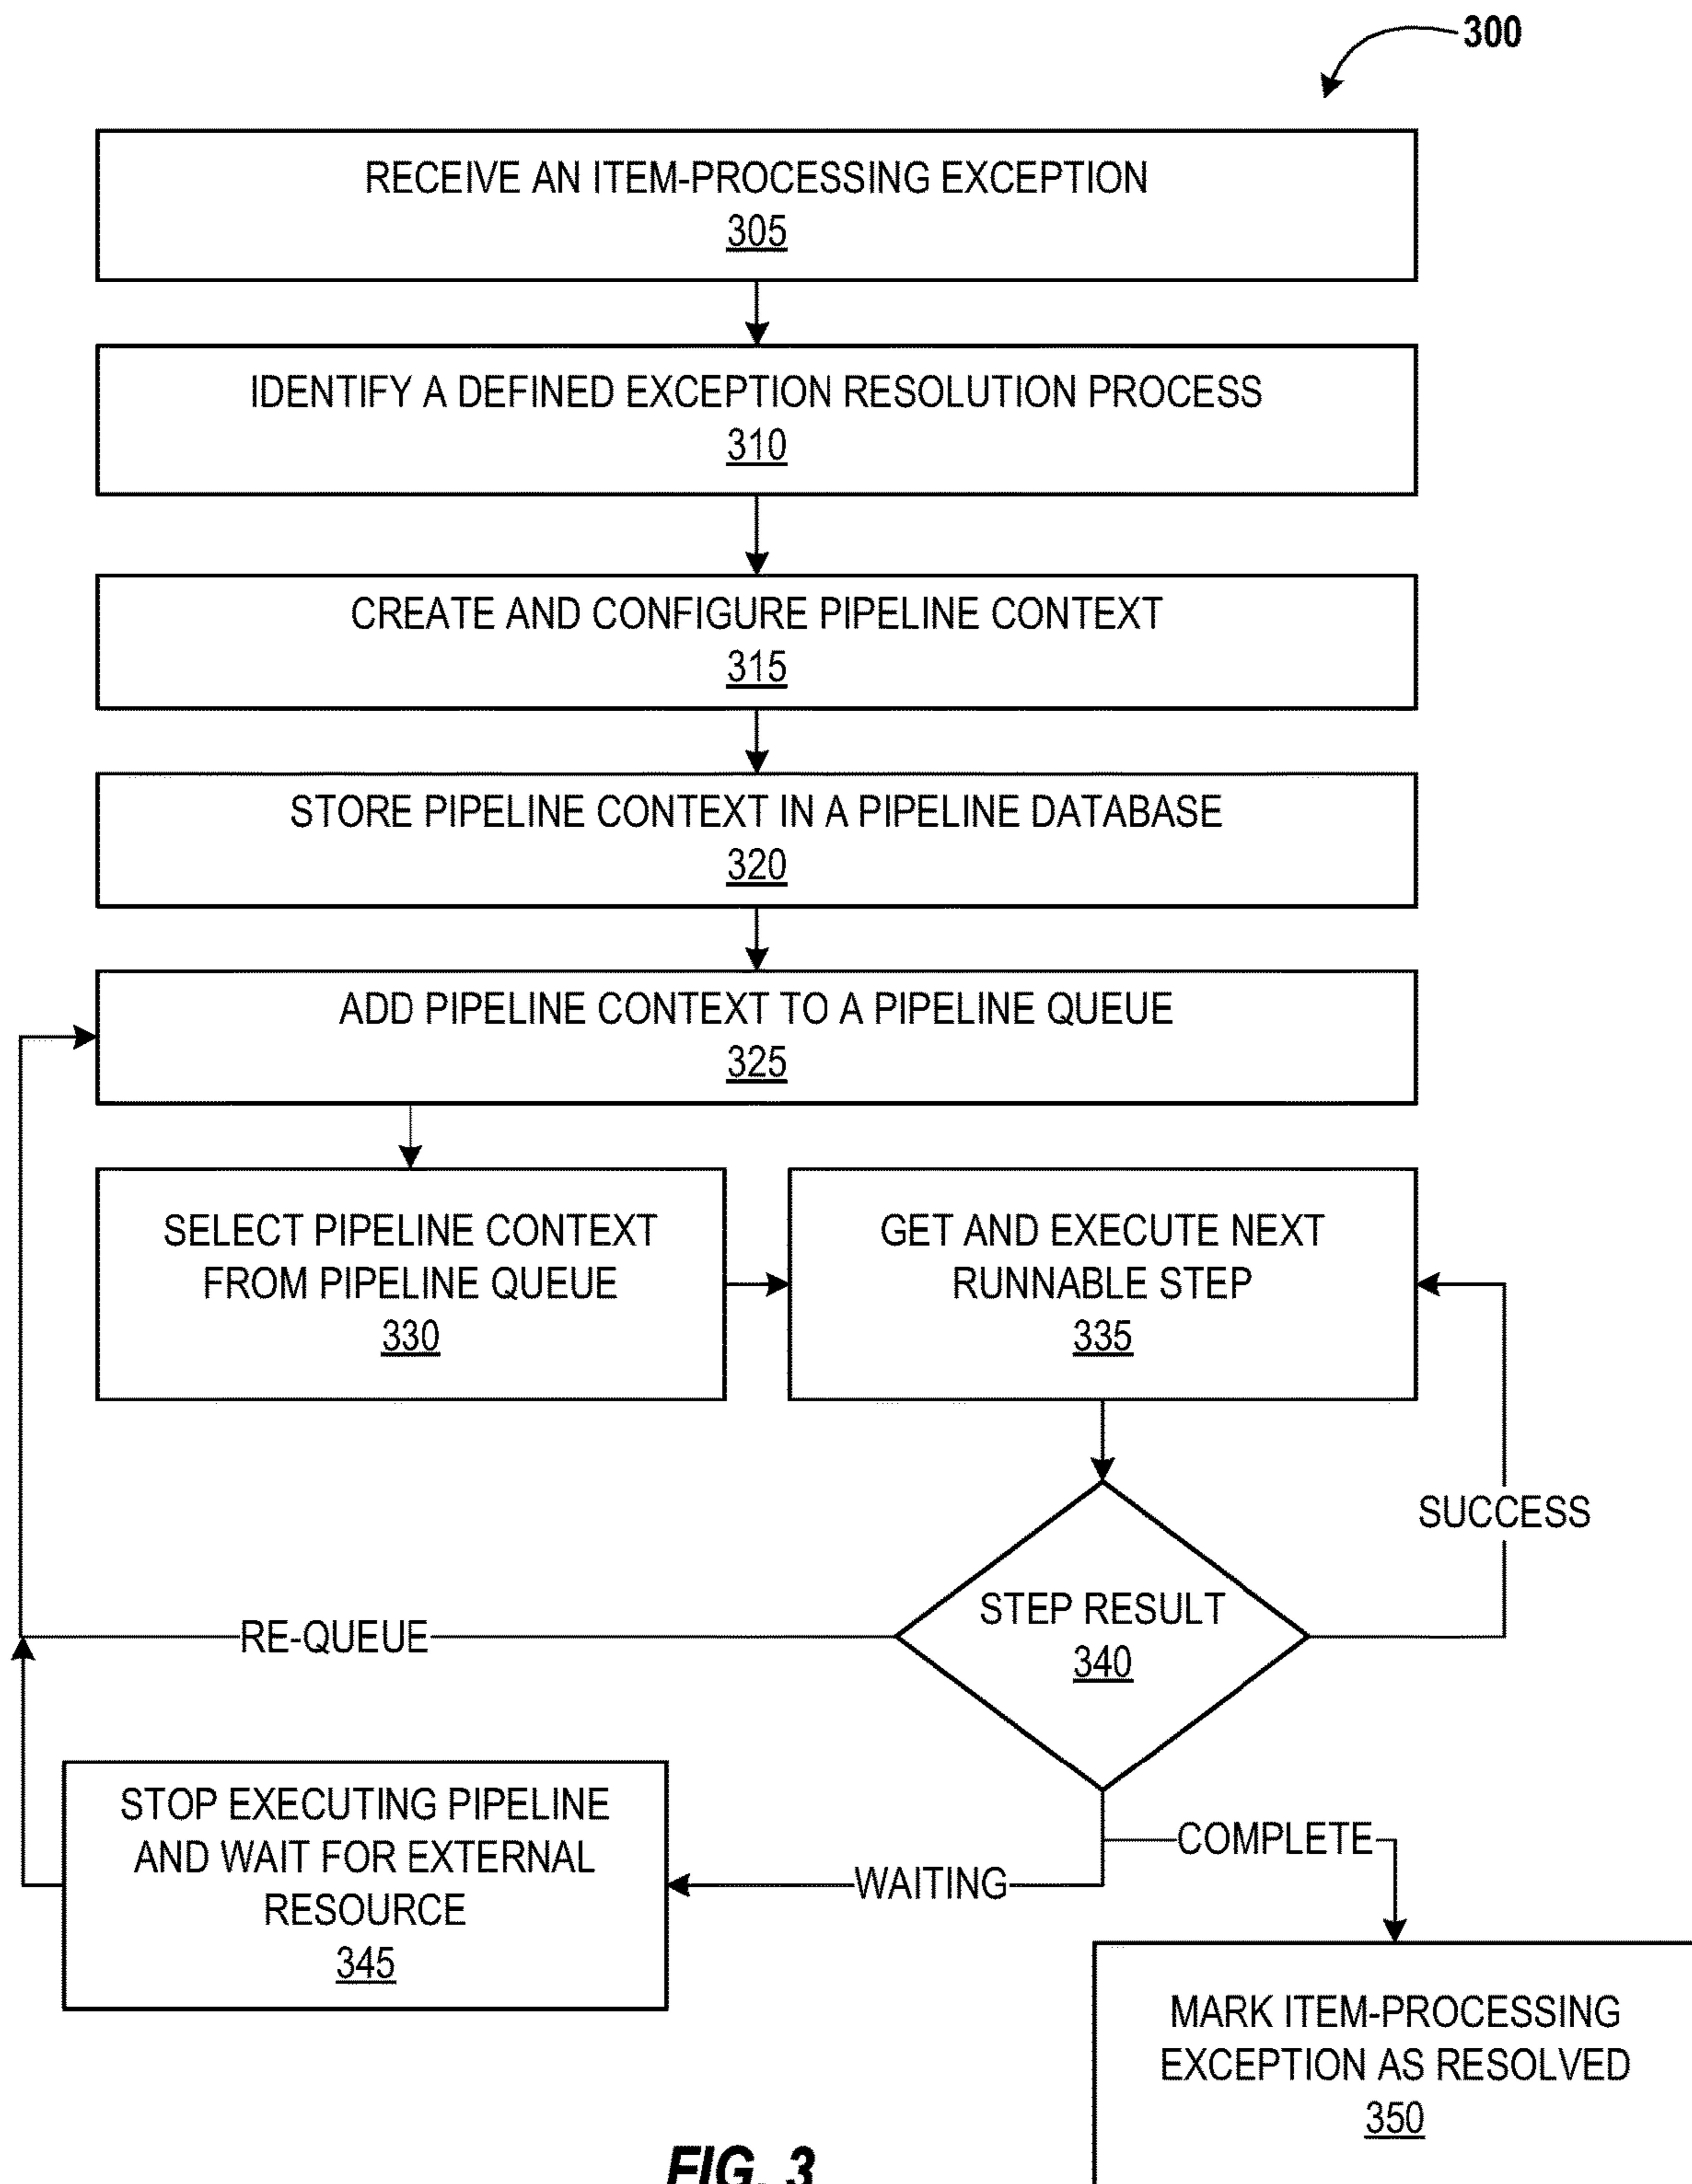 300
RECEIVE AN ITEM-PROCESSING EXCEPTION
305
IDENTIFY A DEFINED EXCEPTION RESOLUTION PROCESS
310
CREATE AND CONFIGURE PIPELINE CONTEXT
315
STORE PIPELINE CONTEXT IN A PIPELINE DATABASE
320
ADD PIPELINE CONTEXT TO A PIPELINE QUEUE
325
SELECT PIPELINE CONTEXT
FROM PIPELINE QUEUE
330
GET AND EXECUTE NEXT
RUNNABLE STEP
335
SUCCESS
STEP RESULT
340
RE-QUEUE
STOP EXECUTING PIPELINE
AND WAIT FOR EXTERNAL
RESOURCE
345
COMPLETE
WAITING
MARK ITEM-PROCESSING
EXCEPTION AS RESOLVED
350
FIG. 3